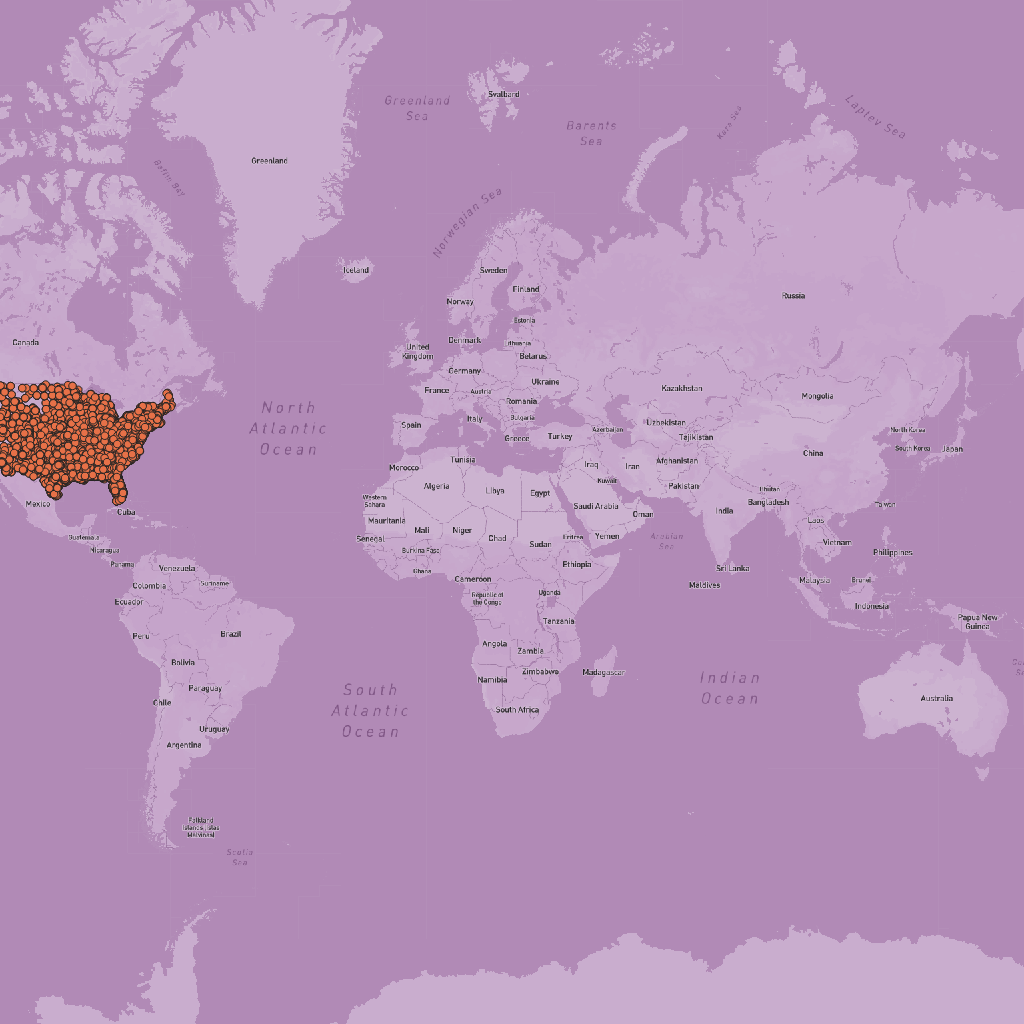 Svalbard
Greenland
Sea
Barents
Sea
Kara Sea
Laptev Sea
Greenland
Baffin Bay
Norwegian Sea
Iceland
Sweden
Finland
Norway
Russia
Estonia
Canada
Denmark
Lithuania
United
Kingdom
Belarus
Germany
Ukraine
France
Austria
Kazakhstan
Mongolia
Romania
North
Atlantic
Ocean
Italy
Bulgaria
Spain
Uzbekistan
Azerbaijan
North Korea
Greece
Turkey
Tajikistan
South Korea
Japan
China
Tunisia
Afghanistan
Morocco
Iraq
Iran
Kuwait
Algeria
Libya
Egypt
Pakistan
Bhutan
Western
Sahara
Bangladesh
Mexico
Saudi Arabia
Taiwan
Cuba
Oman
India
Mauritania
Laos
Mali
Niger
Chad
Sudan
Eritrea
Yemen
Senegal
Arabian
Sea
Vietnam
Guatemala
Nicaragua
Burkina Faso
Philippines
Panama
Venezuela
Ghana
Ethiopia
Sri Lanka
Colombia
Suriname
Cameroon
Maldives
Malaysia
Brunei
Ecuador
Republic of
the Congo
Uganda
Indonesia
Peru
Brazil
Tanzania
Papua New
Guinea
Angola
Zambia
Bolivia
Zimbabwe
Madagascar
Namibia
Indian
Ocean
Paraguay
South
Atlantic
Ocean
Chile
Australia
South Africa
Uruguay
Argentina
Falkland
Islands (Islas
Malvinas)
Scotia
Sea